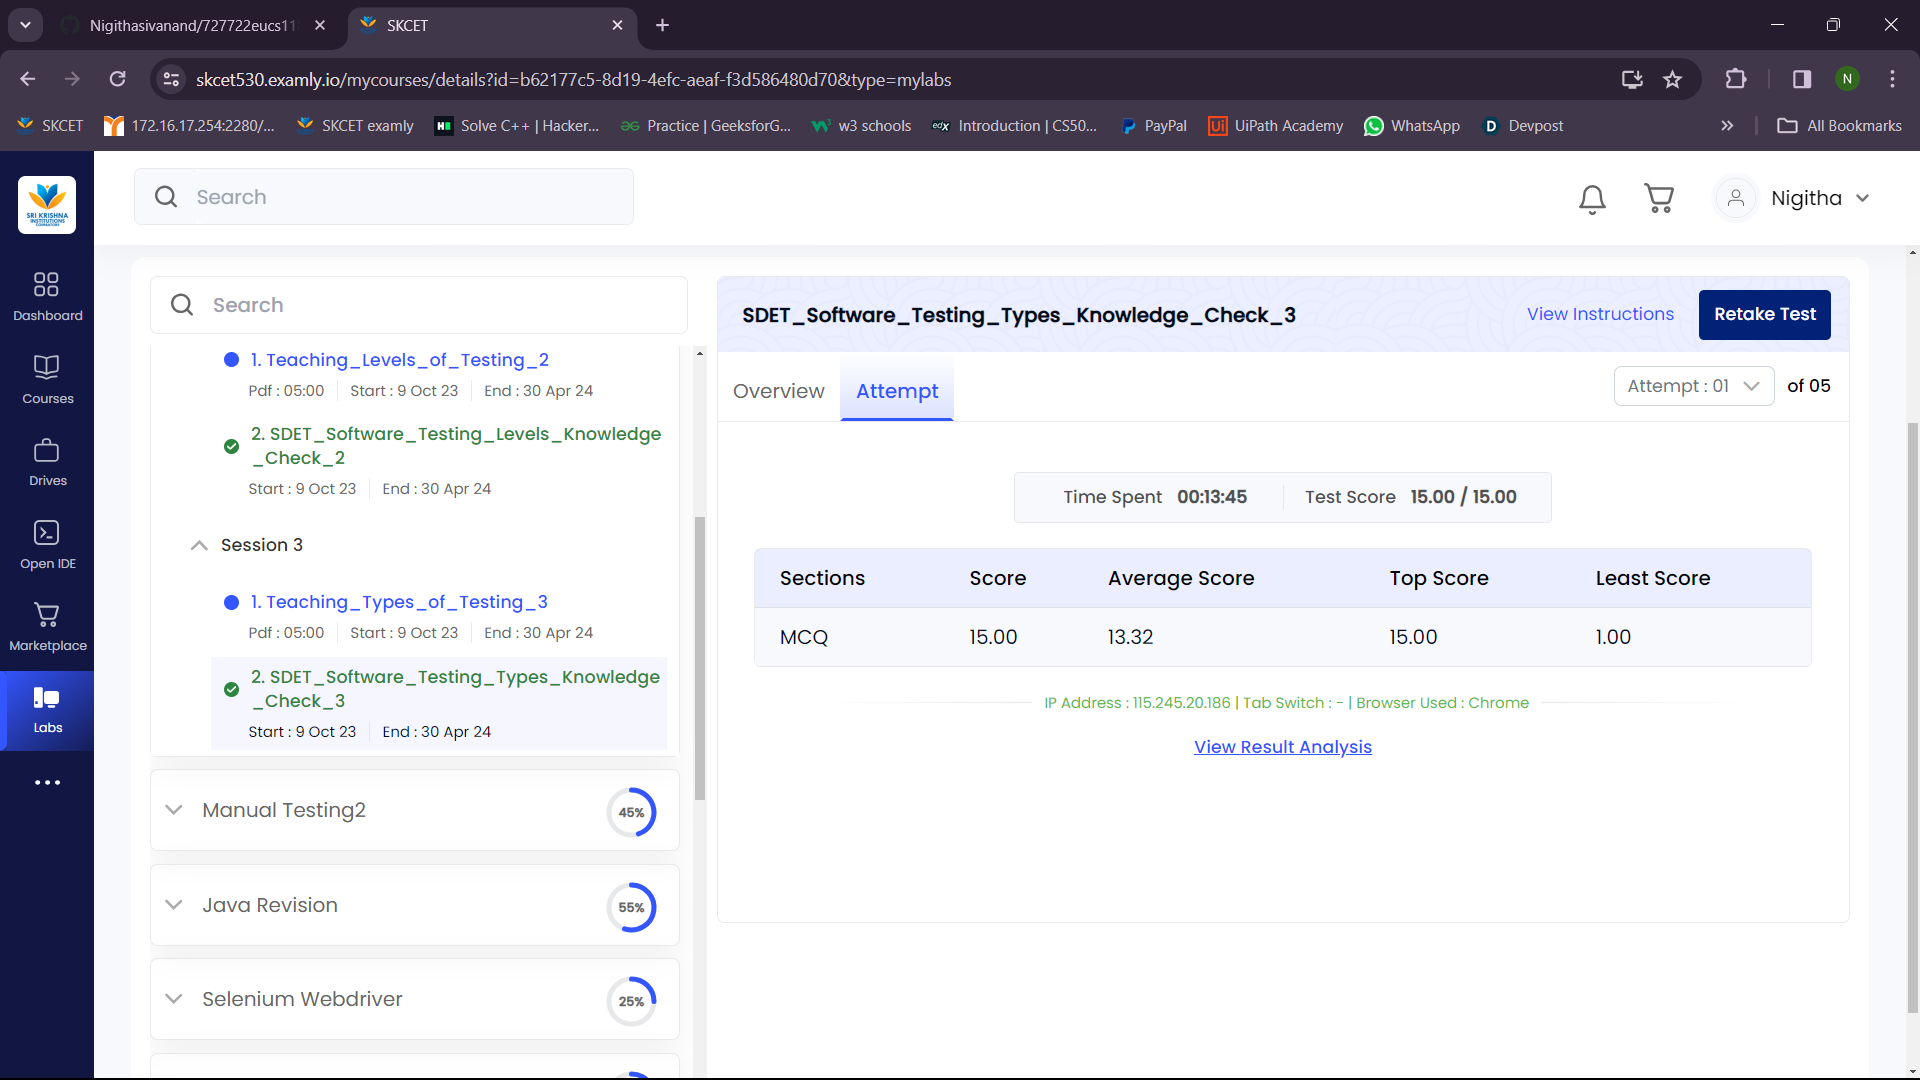 Nigithasivanand/727722eucs11
SKCET
skcet530.examly.io/mycourses/details?id=b62177c5-8d19-4efc-aeaf-f3d586480d70&type=mylabs
N
SKCET
172.16.17.254:2280/...
SKCET examly
Solve C++ | Hacker...
Practice | GeeksforG...
w3 schools
Introduction | CS50...
PayPal
UiPath Academy
WhatsApp
Devpost
All Bookmarks
SRI KRISHNA
INSTITUTIONS
Search
Nigitha
Dashboard
Courses
Drives
Open IDE
Marketplace
Labs
Search
1. Teaching_Levels_of_Testing_2
Pdf : 05:00 Start : 9 Oct 23 End : 30 Apr 24
2. SDET_Software_Testing_Levels_Knowledge
_Check_2
Start : 9 Oct 23 End : 30 Apr 24
Session 3
1. Teaching_Types_of_Testing_3
Pdf : 05:00 Start : 9 Oct 23 End : 30 Apr 24
2. SDET_Software_Testing_Types_Knowledge
_Check_3
Start : 9 Oct 23 End : 30 Apr 24
Manual Testing2 45%
Java Revision 55%
Selenium Webdriver 25%
SDET_Software_Testing_Types_Knowledge_Check_3
View Instructions
Retake Test
Overview
Attempt
Attempt : 01 of 05
Time Spent 00:13:45 Test Score 15.00 / 15.00
Sections Score Average Score Top Score Least Score
MCQ 15.00 13.32 15.00 1.00
IP Address : 115.245.20.186 | Tab Switch : - | Browser Used : Chrome
View Result Analysis